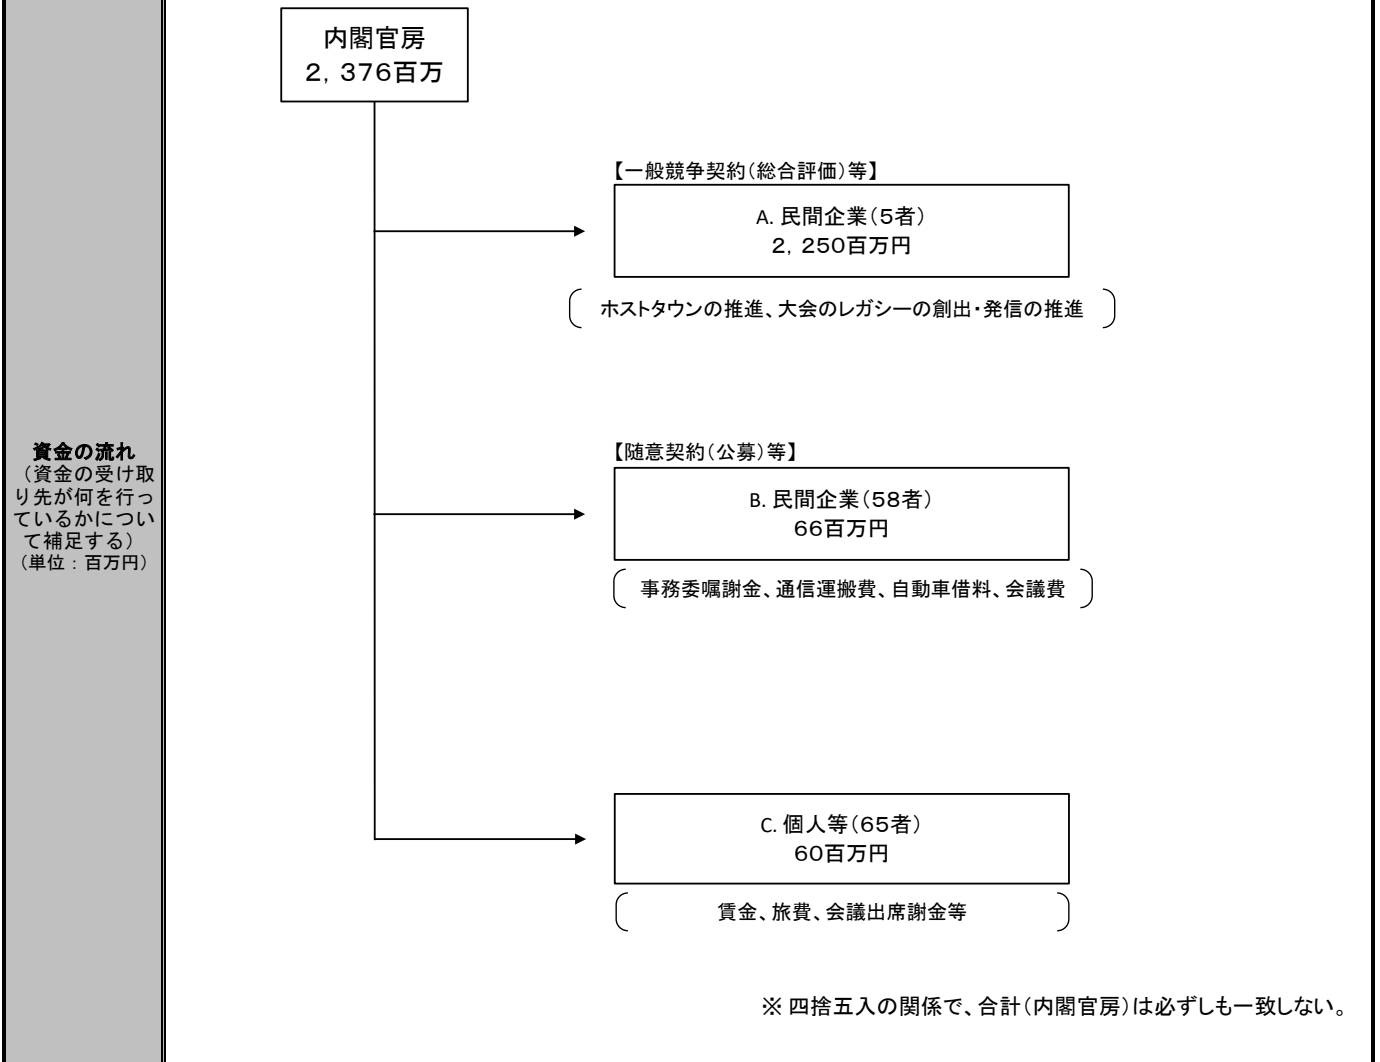 内閣官房
２，３７６百万
【一般競争契約（総合評価）等】
A. 民間企業（５者）
２，２５０百万円
ホストタウンの推進、大会のレガシーの創出・発信の推進
資金の流れ
（資金の受け取
り先が何を行っ
ているかについ
て補足する）
（単位：百万円）
【随意契約（公募）等】
B. 民間企業（５８者）
６６百万円
事務委嘱謝金、通信運搬費、自動車借料、会議費
C. 個人等（６５者）
６０百万円
賃金、旅費、会議出席謝金等
※ 四捨五入の関係で、合計（内閣官房）は必ずしも一致しない。